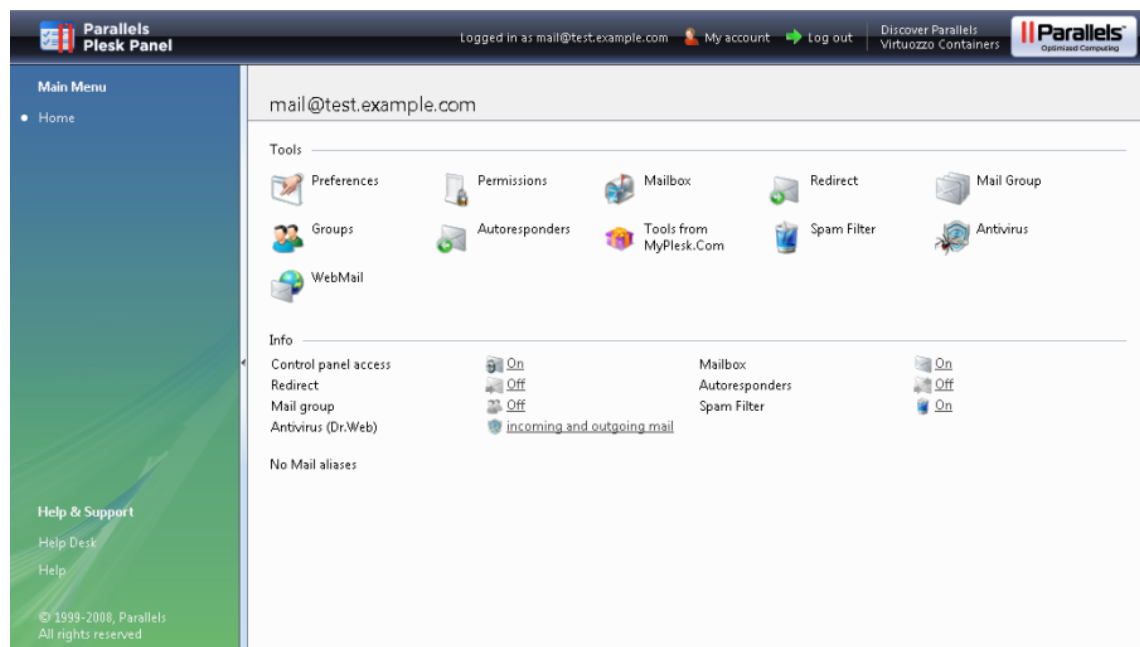 Parallels
Plesk Panel
Logged in as mail@test.example.com My account Log out
Discover Parallels
Virtuozzo Containers
Parallels™
Optimized Computing
Main Menu
Home
Help & Support
Help Desk
Help
© 1999-2008, Parallels
All rights reserved
mail@test.example.com
Tools
Preferences Permissions Mailbox Redirect Mail Group
Groups Autoresponders Tools from MyPlesk.Com Spam Filter Antivirus
WebMail
Info
Control panel access On Mailbox On
Redirect Off Autoresponders Off
Mail group Off Spam Filter On
Antivirus (Dr.Web) incoming and outgoing mail
No Mail aliases